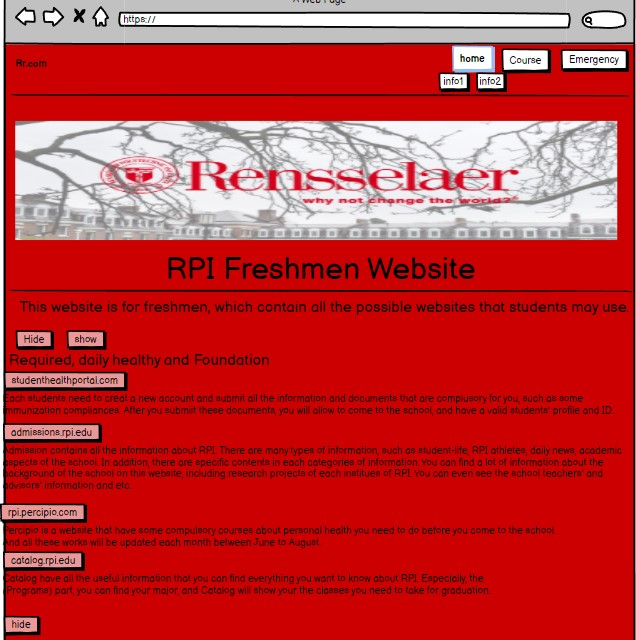 A Web Page
https://
Rr.com
home
Course
Emergency
info1
info2
Rensselaer
why not change the world?®
RPI Freshmen Website
This website is for freshmen, which contain all the possible websites that students may use.
Hide
show
Required, daily healthy and Foundation
studenthealthportal.com
Each students need to creat a new account and submit all the information and documents that are complusory for you, such as some
immunization compliances. After you submit these documents, you will allow to come to the school, and have a valid students' profile and ID.
admissions.rpi.edu
Admission contains all the information about RPI. There are many types of information, such as student-life, RPI athletes, daily news, academic
aspects of the school. In addition, there are specific contents in each categories of information. You can find a lot of information about the
background of the school on this website, including research projects of each institues of RPI. You can even see the school teachers' and
advisors' information and etc.
rpi.percipio.com
Percipio is a website that have some compulsory courses about personal health you need to do before you come to the school.
And all these works will be updated each month between June to August.
catalog.rpi.edu
Catalog have all the useful information that you can find everything you want to know about RPI. Especially, the
(Programs) part, you can find your major, and Catalog will show your the classes you need to take for graduation.
hide